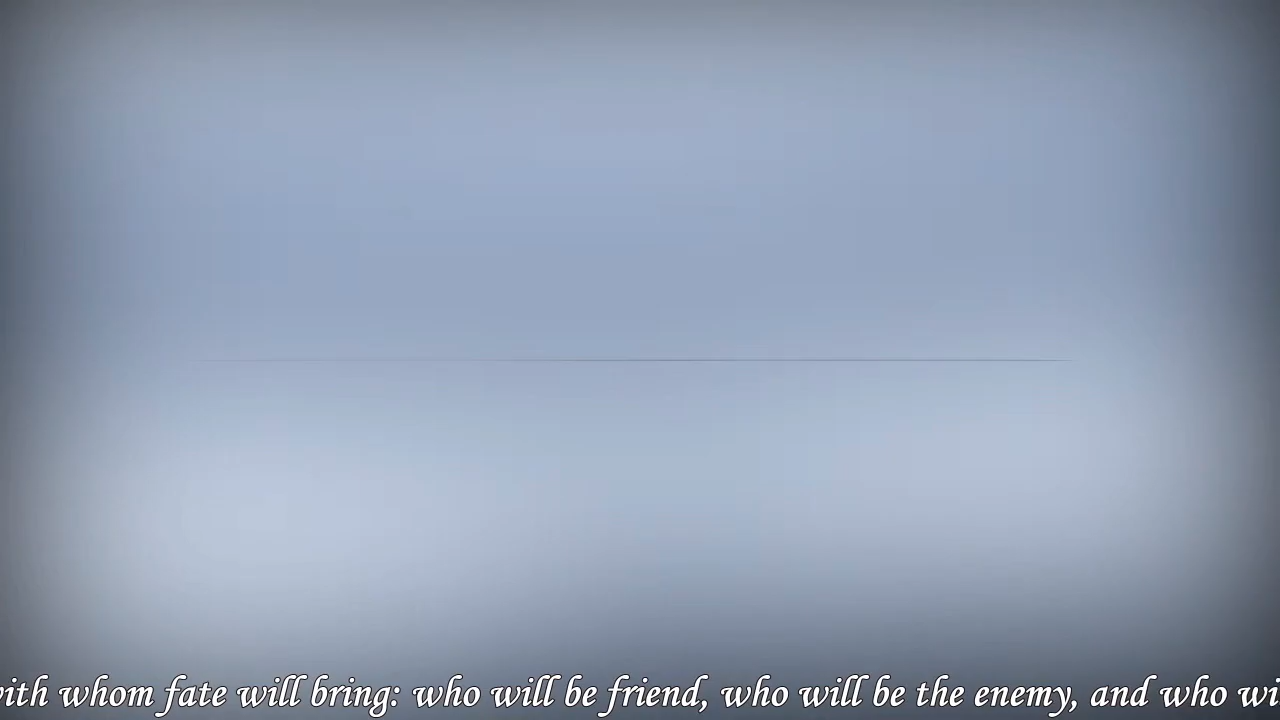 with whom fate will bring: who will be friend, who will be the enemy, and who wi